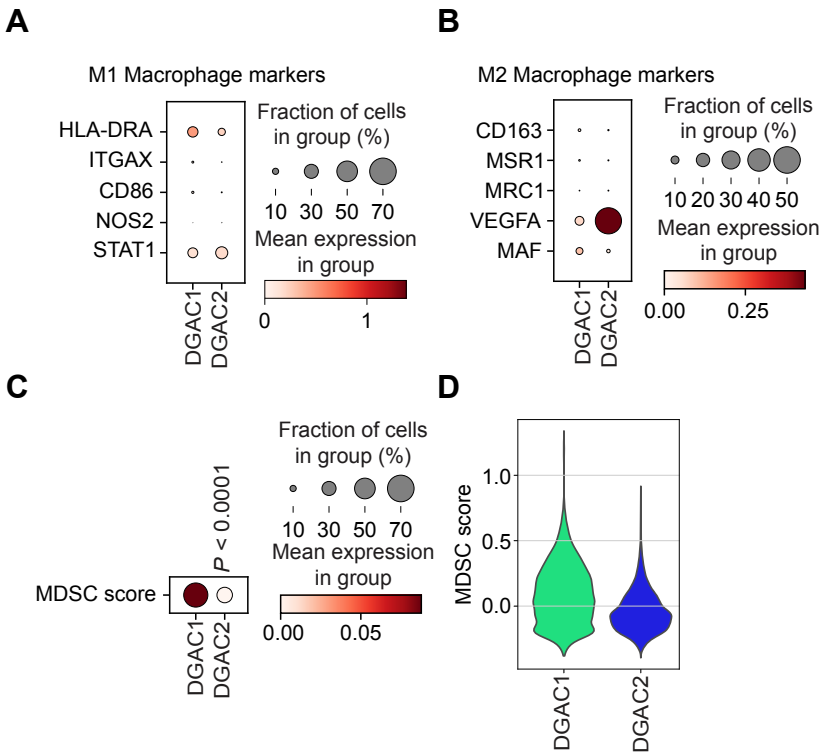 A
M1 Macrophage markers
HLA-DRA
ITGAX
CD86
NOS2
STAT1
DGAC1
DGAC2
Fraction of cells
in group (%)
10 30 50 70
Mean expression
in group
0 1
B
M2 Macrophage markers
CD163
MSR1
MRC1
VEGFA
MAF
DGAC1
DGAC2
Fraction of cells
in group (%)
10 20 30 40 50
Mean expression
in group
0.00 0.25
C
MDSC score
P < 0.0001
DGAC1
DGAC2
Fraction of cells
in group (%)
10 30 50 70
Mean expression
in group
0.00 0.05
D
MDSC score
1.0
0.5
0.0
DGAC1
DGAC2